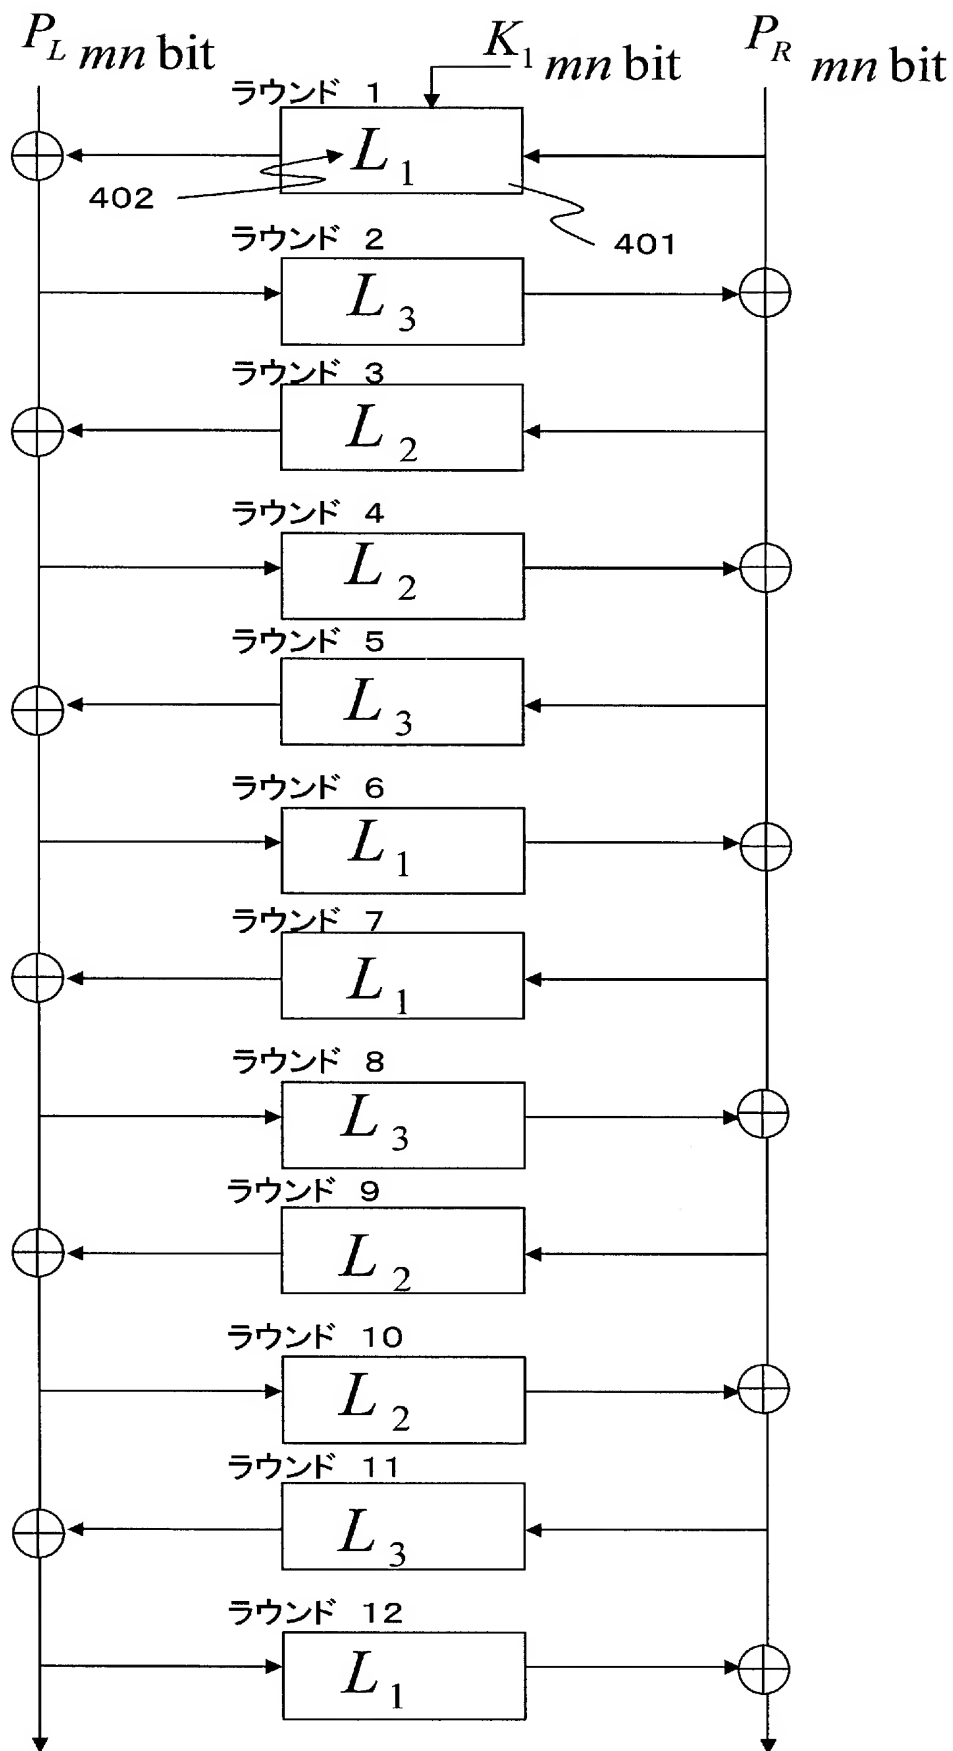 P_L mn bit
K_1 mn bit
P_R mn bit
ラウンド 1
L_1
402
401
ラウンド 2
L_3
ラウンド 3
L_2
ラウンド 4
L_2
ラウンド 5
L_3
ラウンド 6
L_1
ラウンド 7
L_1
ラウンド 8
L_3
ラウンド 9
L_2
ラウンド 10
L_2
ラウンド 11
L_3
ラウンド 12
L_1